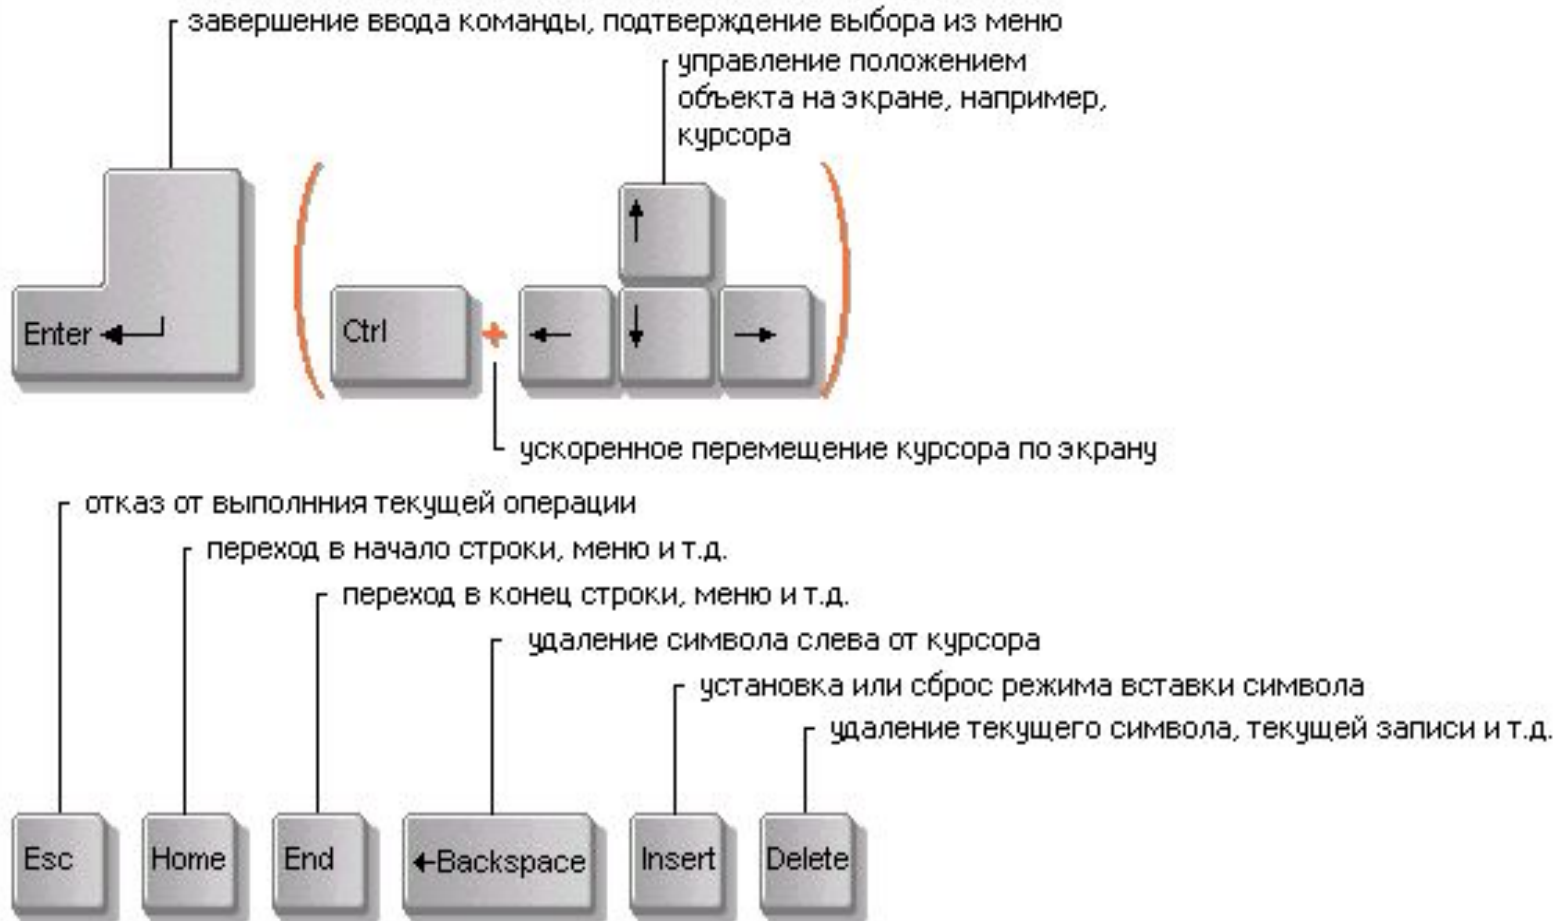 завершение ввода команды, подтверждение выбора из меню
управление положением
объекта на экране, например,
курсора
Enter
Ctrl
+
ускоренное перемещение курсора по экрану
отказ от выполнния текущей операции
переход в начало строки, меню и т.д.
переход в конец строки, меню и т.д.
удаление символа слева от курсора
установка или сброс режима вставки символа
удаление текущего символа, текущей записи и т.д.
Esc
Home
End
←Backspace
Insert
Delete